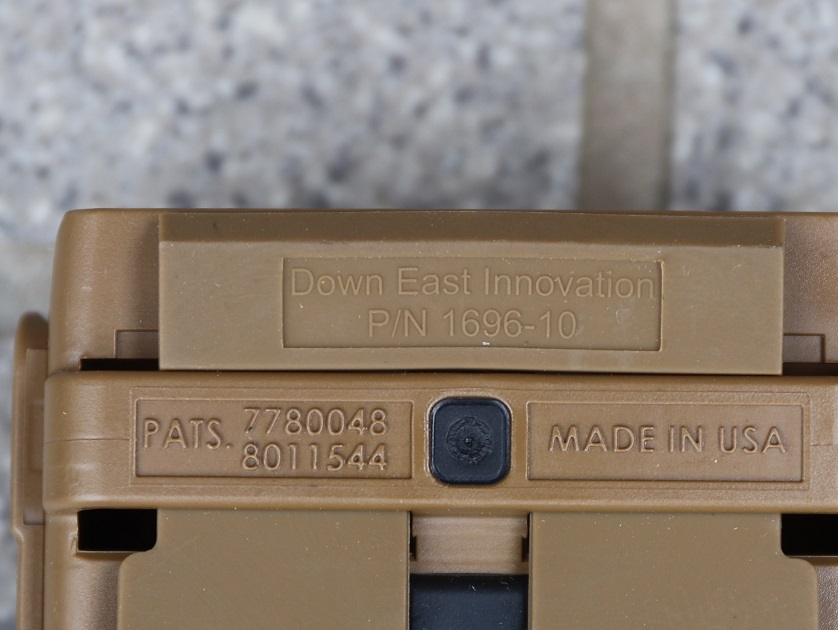 Down East Innovation
P/N 1696-10
PATS. 7780048
8011544
MADE IN USA